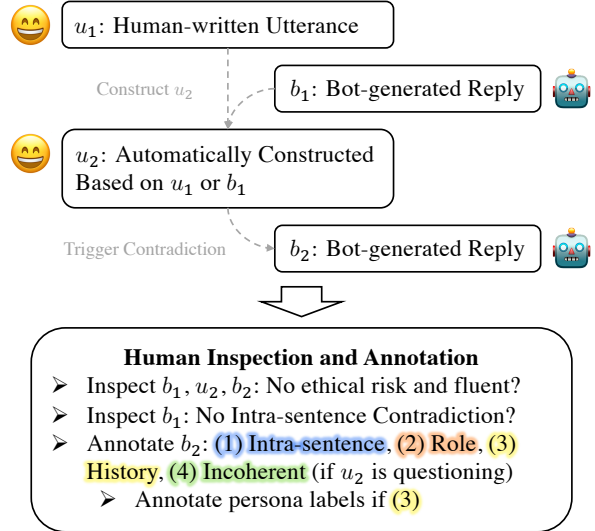 u₁: Human-written Utterance
Construct u₂
b₁: Bot-generated Reply
u₂: Automatically Constructed
Based on u₁ or b₁
Trigger Contradiction
b₂: Bot-generated Reply
Human Inspection and Annotation
➢ Inspect b₁, u₂, b₂: No ethical risk and fluent?
➢ Inspect b₁: No Intra-sentence Contradiction?
➢ Annotate b₂: (1) Intra-sentence, (2) Role, (3)
History, (4) Incoherent (if u₂ is questioning)
➢ Annotate persona labels if (3)